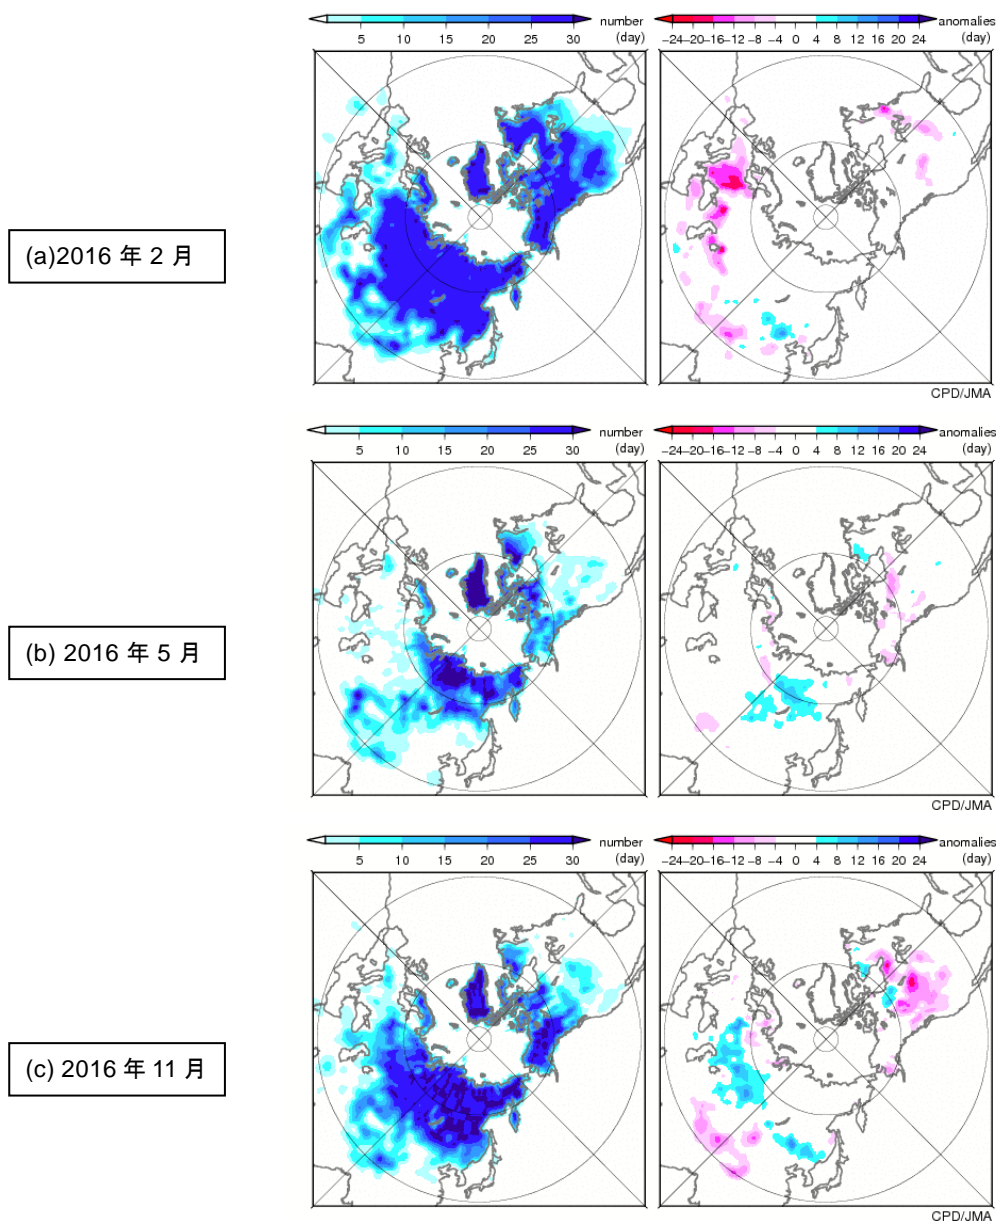 number
(day)
5 10 15 20 25 30
anomalies
(day)
−24−20−16−12 −8 −4 0 4 8 12 16 20 24
(a)2016 年 2 月
CPD/JMA
number
(day)
5 10 15 20 25 30
anomalies
(day)
−24−20−16−12 −8 −4 0 4 8 12 16 20 24
(b) 2016 年 5 月
CPD/JMA
number
(day)
5 10 15 20 25 30
anomalies
(day)
−24−20−16−12 −8 −4 0 4 8 12 16 20 24
(c) 2016 年 11 月
CPD/JMA